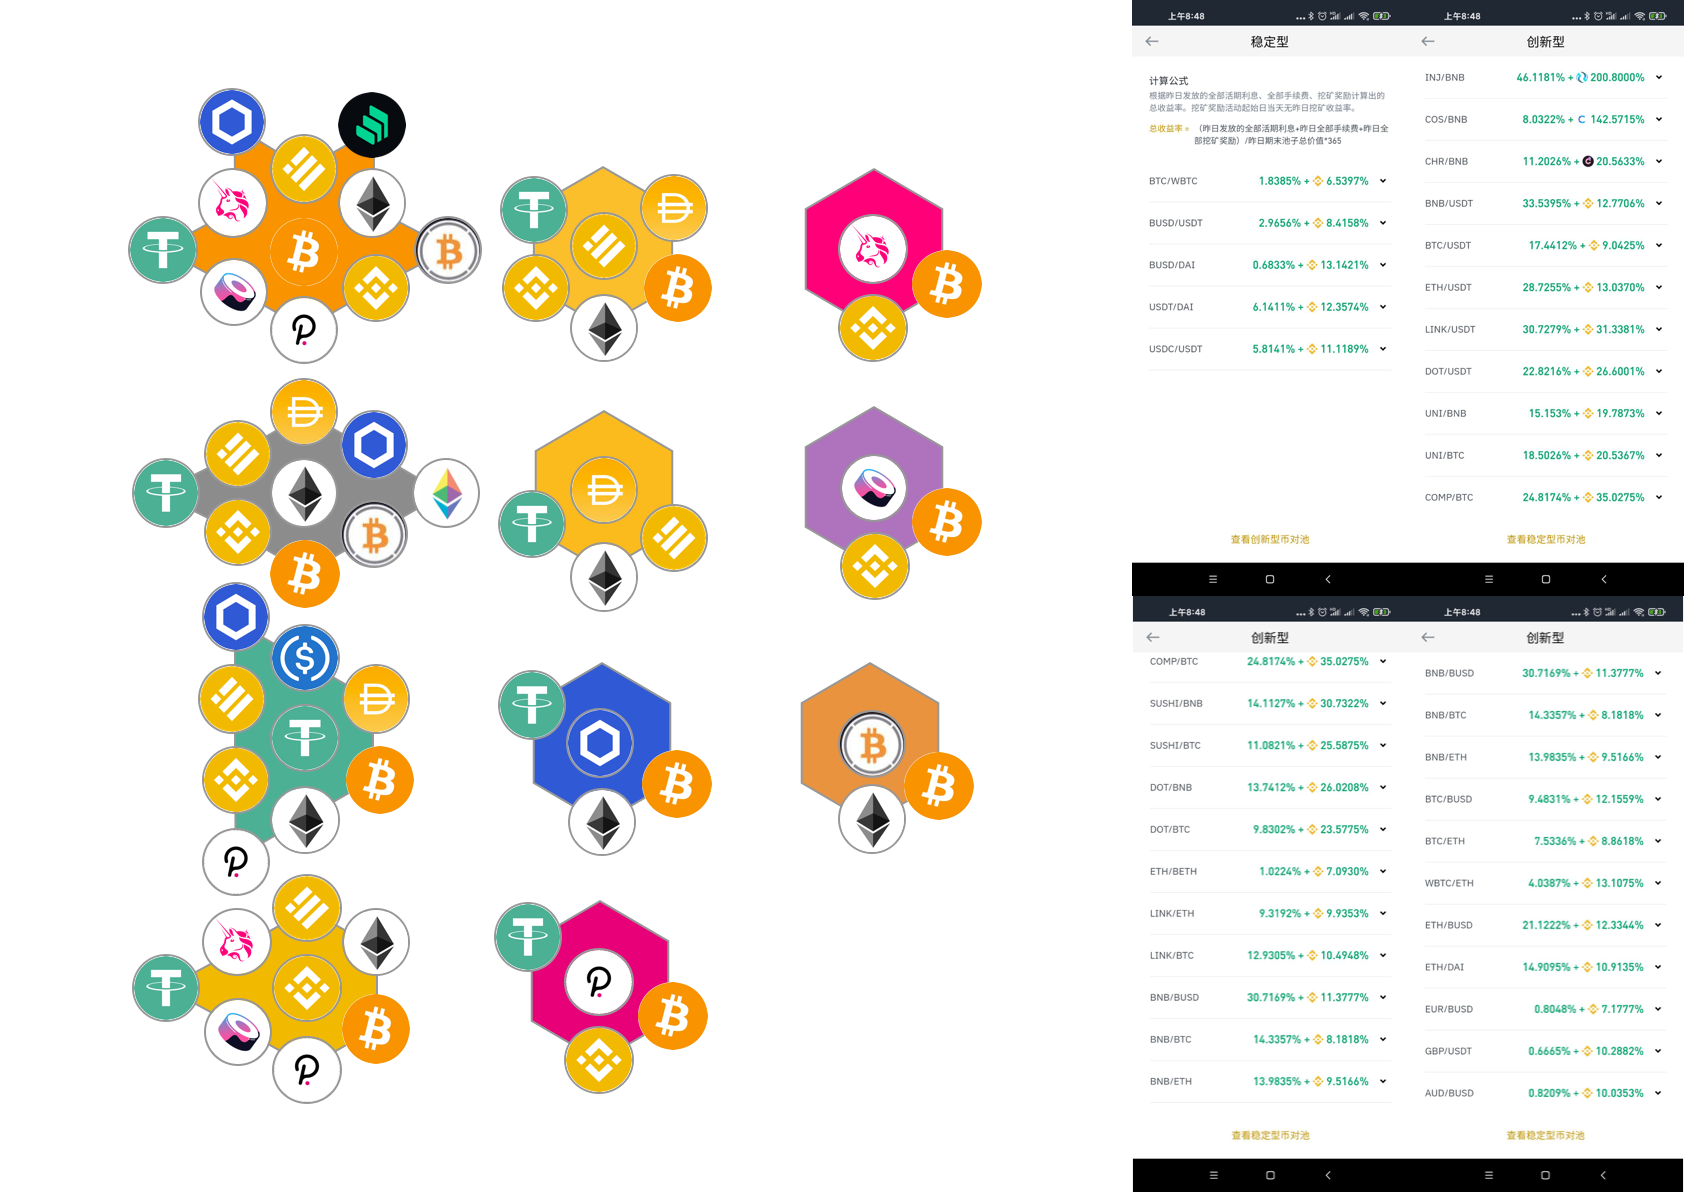 上午8:48
稳定型
计算公式
根据昨日发放的全部活期利息、全部手续费、挖矿奖励计算出的
总收益率。挖矿奖励活动起始日当天无昨日挖矿收益率。
总收益率 = （昨日发放的全部活期利息+昨日全部手续费+昨日全
部挖矿奖励）/昨日期末池子总价值*365
BTC/WBTC 1.8385% + 6.5397%
BUSD/USDT 2.9656% + 8.4158%
BUSD/DAI 0.6833% + 13.1421%
USDT/DAI 6.1411% + 12.3574%
USDC/USDT 5.8141% + 11.1189%
查看创新型币对池
上午8:48
创新型
INJ/BNB 46.1181% + 200.8000%
COS/BNB 8.0322% + 142.5715%
CHR/BNB 11.2026% + 20.5633%
BNB/USDT 33.5395% + 12.7706%
BTC/USDT 17.4412% + 9.0425%
ETH/USDT 28.7255% + 13.0370%
LINK/USDT 30.7279% + 31.3381%
DOT/USDT 22.8216% + 26.6001%
UNI/BNB 15.153% + 19.7873%
UNI/BTC 18.5026% + 20.5367%
COMP/BTC 24.8174% + 35.0275%
查看稳定型币对池
上午8:48
创新型
COMP/BTC 24.8174% + 35.0275%
SUSHI/BNB 14.1127% + 30.7322%
SUSHI/BTC 11.0821% + 25.5875%
DOT/BNB 13.7412% + 26.0208%
DOT/BTC 9.8302% + 23.5775%
ETH/BETH 1.0224% + 7.0930%
LINK/ETH 9.3192% + 9.9353%
LINK/BTC 12.9305% + 10.4948%
BNB/BUSD 30.7169% + 11.3777%
BNB/BTC 14.3357% + 8.1818%
BNB/ETH 13.9835% + 9.5166%
查看稳定型币对池
上午8:48
创新型
BNB/BUSD 30.7169% + 11.3777%
BNB/BTC 14.3357% + 8.1818%
BNB/ETH 13.9835% + 9.5166%
BTC/BUSD 9.4831% + 12.1559%
BTC/ETH 7.5336% + 8.8618%
WBTC/ETH 4.0387% + 13.1075%
ETH/BUSD 21.1222% + 12.3344%
ETH/DAI 14.9095% + 10.9135%
EUR/BUSD 0.8048% + 7.1777%
GBP/USDT 0.6665% + 10.2882%
AUD/BUSD 0.8209% + 10.0353%
查看稳定型币对池